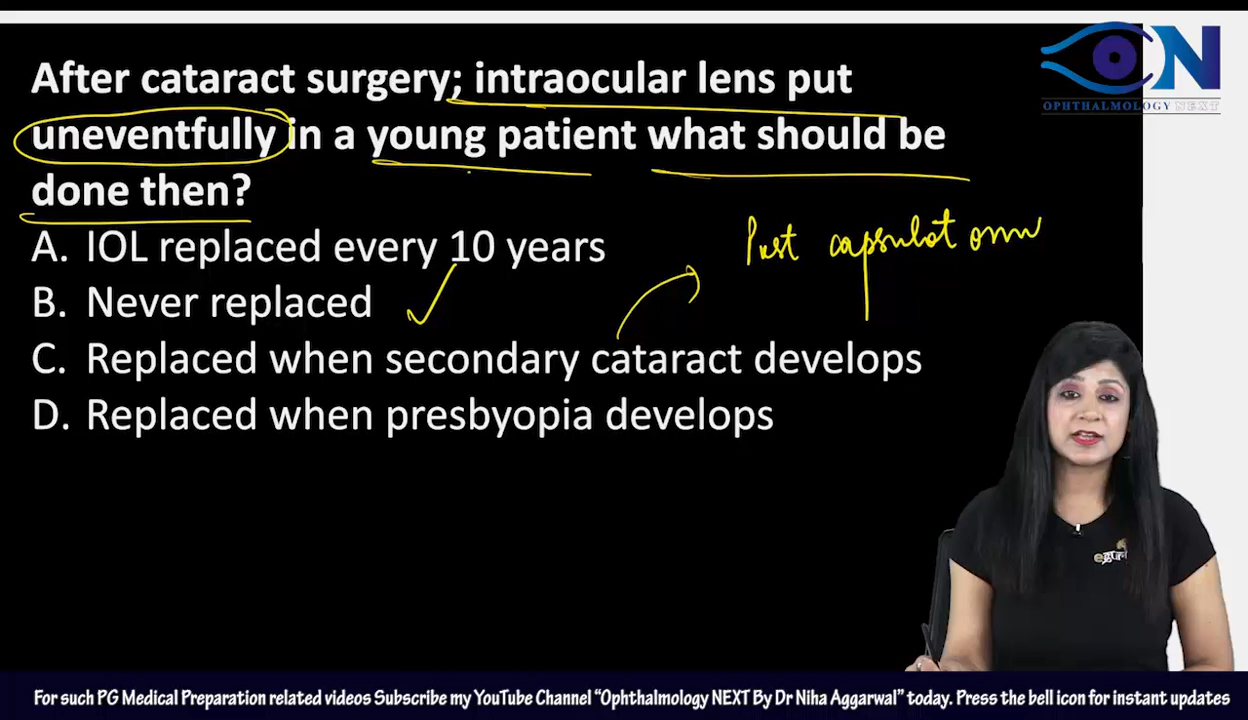 ON
OPHTHALMOLOGY NEXT
After cataract surgery; intraocular lens put
uneventfully in a young patient what should be
done then?
A. IOL replaced every 10 years
B. Never replaced
C. Replaced when secondary cataract develops
D. Replaced when presbyopia develops
Post capsulotomy
For such PG Medical Preparation related videos Subscribe my YouTube Channel “Ophthalmology NEXT By Dr Niha Aggarwal” today. Press the bell icon for instant updates